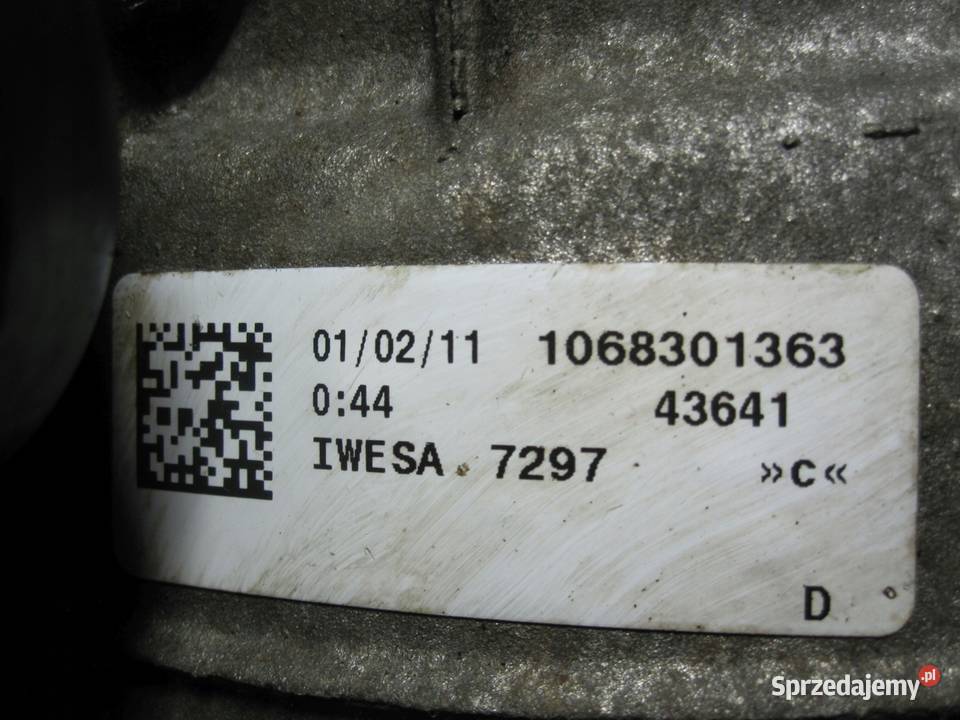 01/02/11 1068301363
0:44 43641
IWESA 7297 »c«
D
Sprzedajemy.pl